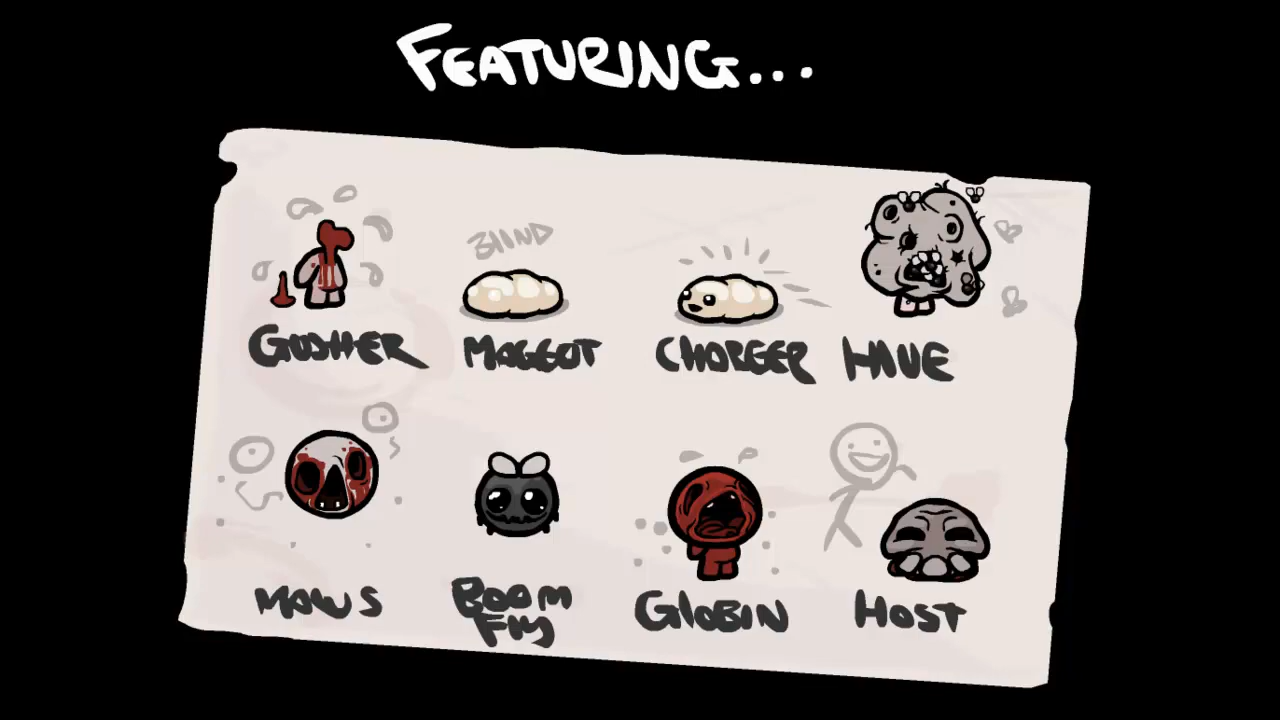 FEATURING...
BLIND
GUSHER MAGGOT CHARGER HIVE
MAWS BOOM FLY GLOBIN HOST